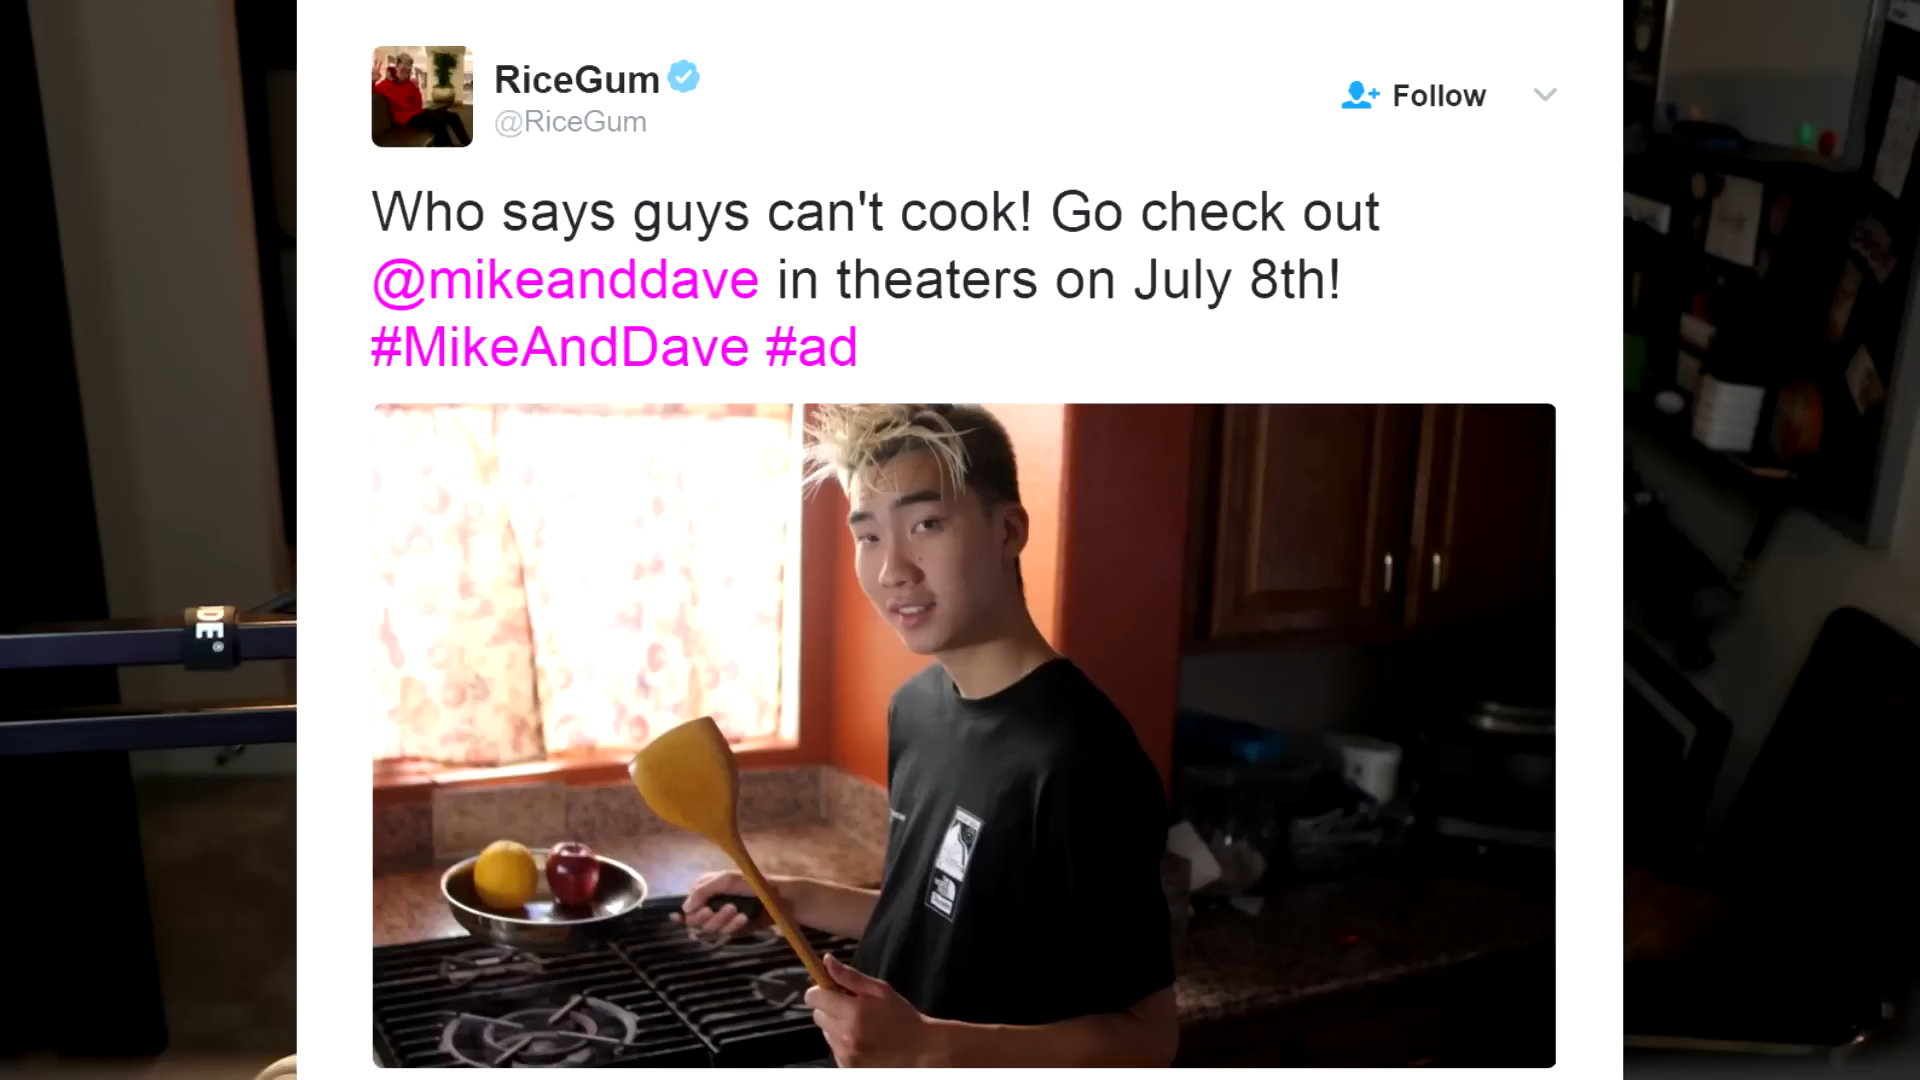 RiceGum
@RiceGum
Follow
Who says guys can't cook! Go check out
@mikeanddave in theaters on July 8th!
#MikeAndDave #ad
DE